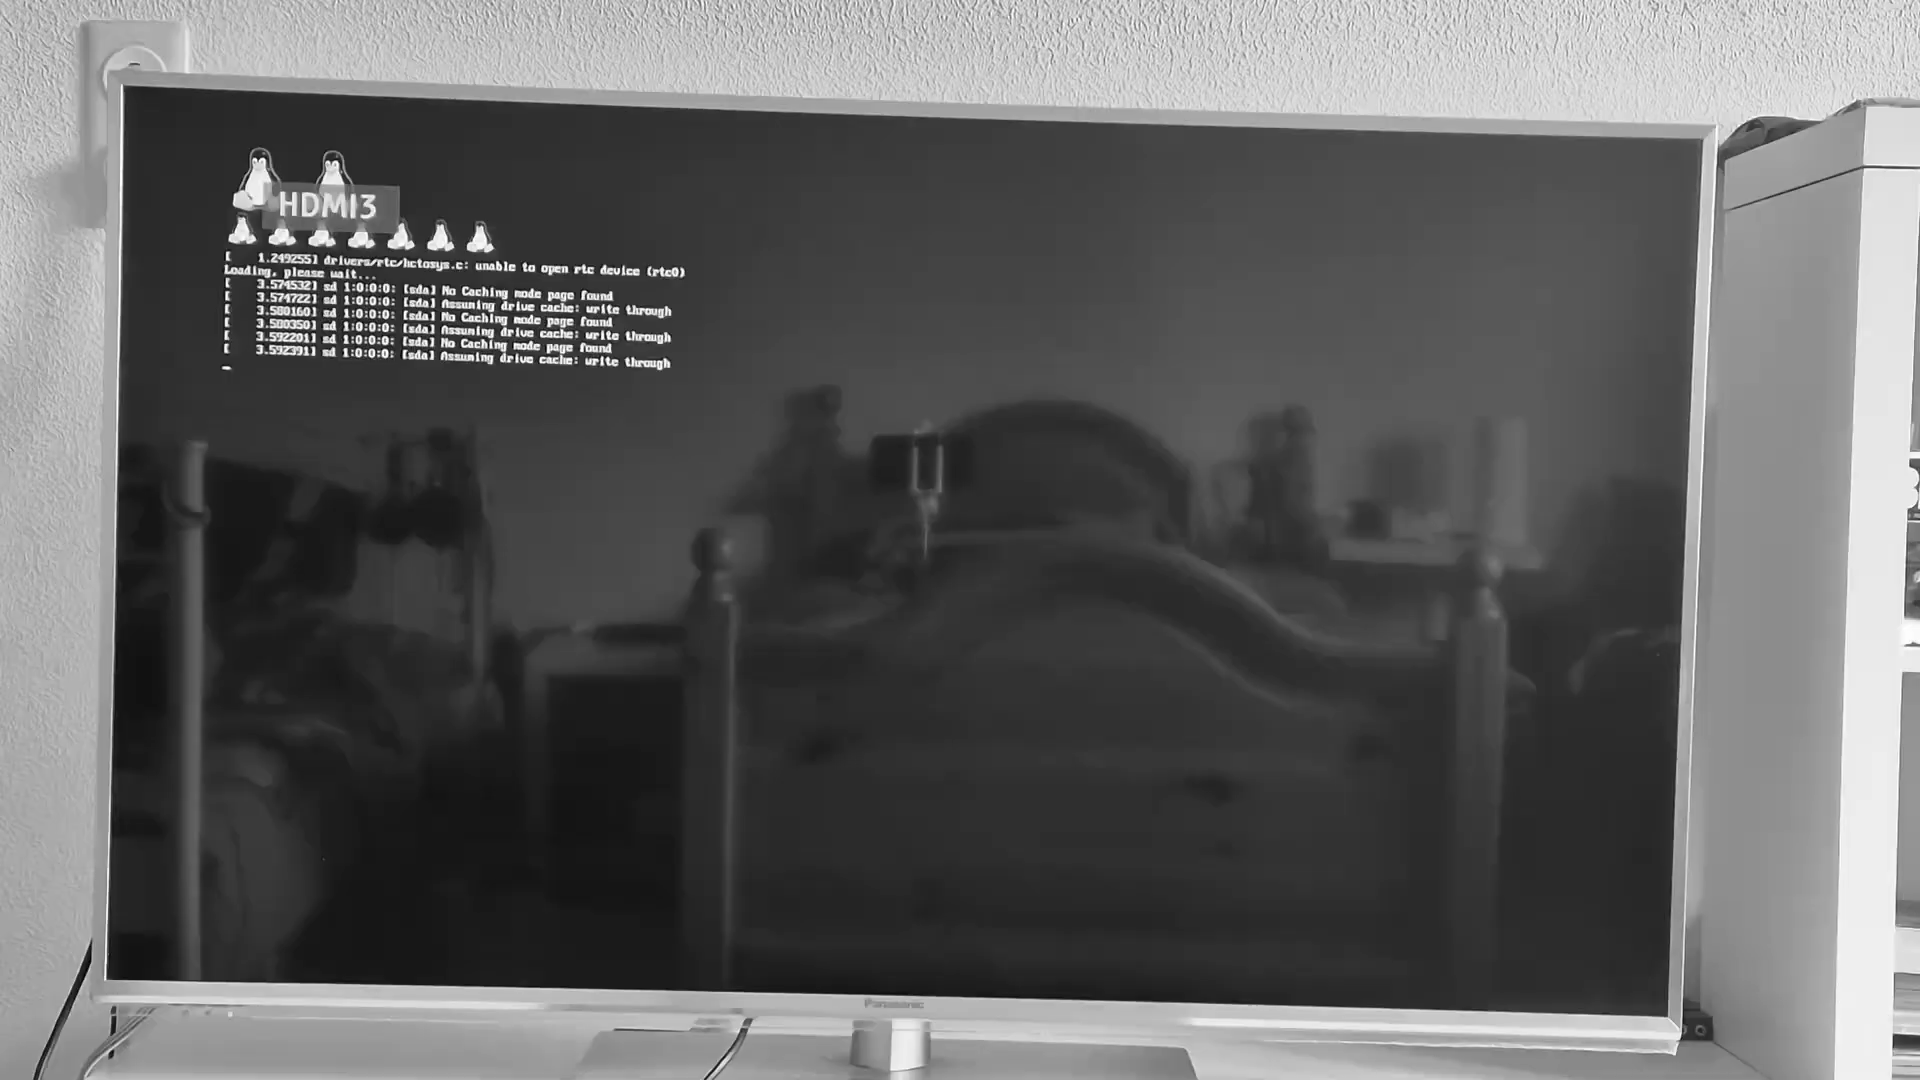 HDMI3
[    1.249255] drivers/rtc/hctosys.c: unable to open rtc device (rtc0)
Loading, please wait...
[    3.574532] sd 1:0:0:0: [sda] No Caching mode page found
[    3.574722] sd 1:0:0:0: [sda] Assuming drive cache: write through
[    3.580160] sd 1:0:0:0: [sda] No Caching mode page found
[    3.580350] sd 1:0:0:0: [sda] Assuming drive cache: write through
[    3.592201] sd 1:0:0:0: [sda] No Caching mode page found
[    3.592391] sd 1:0:0:0: [sda] Assuming drive cache: write through
Panasonic